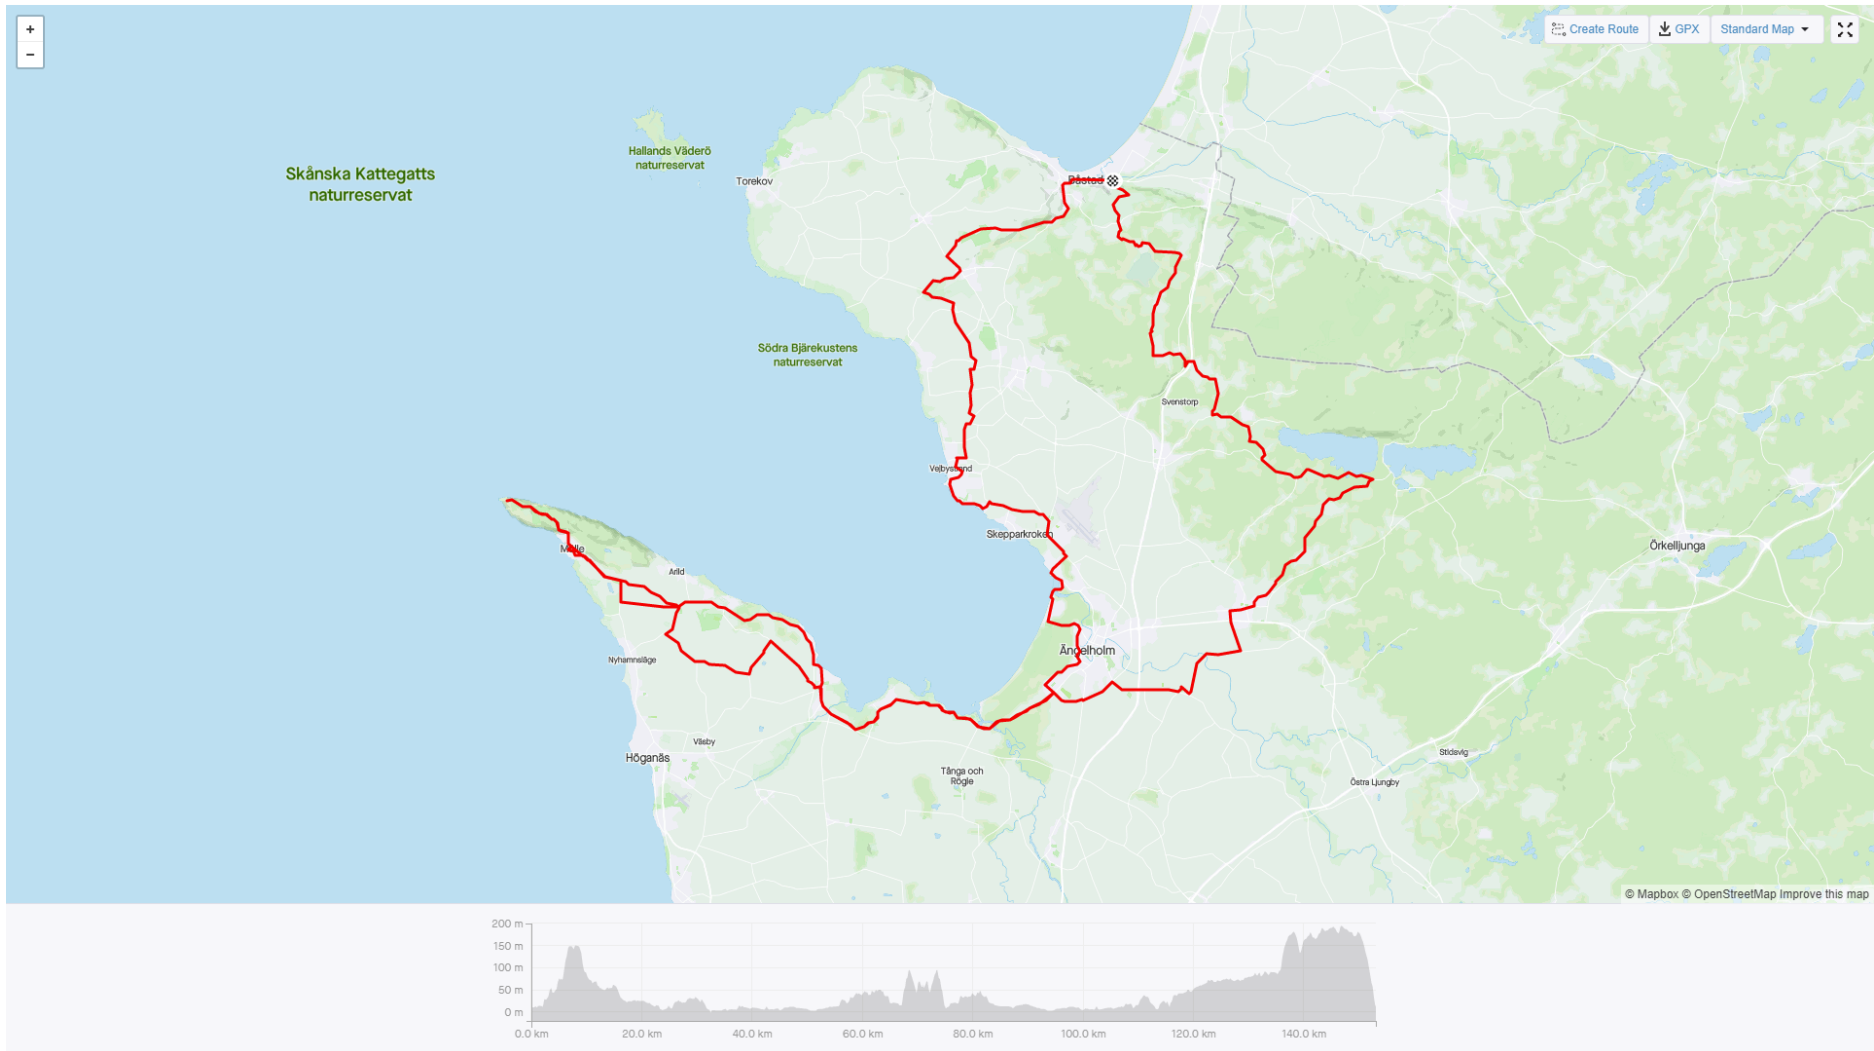 +
−
Create Route
GPX
Standard Map
Skånska Kattegatts
naturreservat
Hallands Väderö
naturreservat
Torekov
Båstad
Södra Bjärekustens
naturreservat
Svenstorp
Vejbystrand
Skepparkroken
Mölle
Arild
Örkelljunga
Nyhamnsläge
Ängelholm
Väsby
Höganäs
Tånga och
Rögle
Stidsvig
Östra Ljungby
© Mapbox © OpenStreetMap Improve this map
200 m
150 m
100 m
50 m
0 m
0.0 km
20.0 km
40.0 km
60.0 km
80.0 km
100.0 km
120.0 km
140.0 km